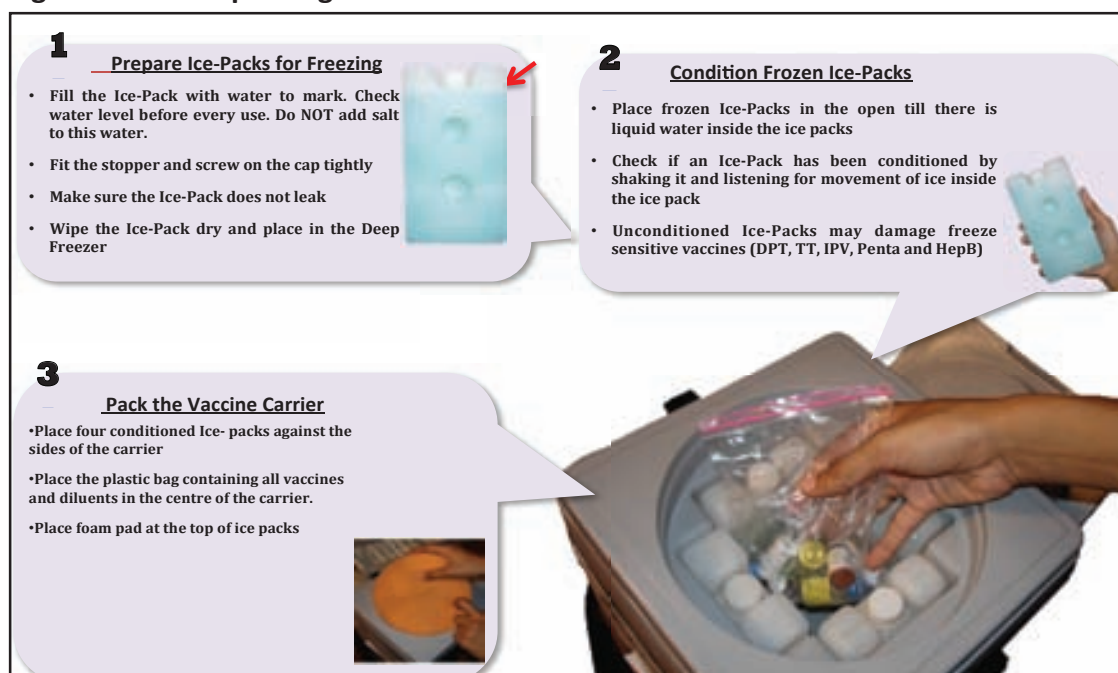 1
Prepare Ice-Packs for Freezing
• Fill the Ice-Pack with water to mark. Check
water level before every use. Do NOT add salt
to this water.
• Fit the stopper and screw on the cap tightly
• Make sure the Ice-Pack does not leak
• Wipe the Ice-Pack dry and place in the Deep
Freezer
2
Condition Frozen Ice-Packs
• Place frozen Ice-Packs in the open till there is
liquid water inside the ice packs
• Check if an Ice-Pack has been conditioned by
shaking it and listening for movement of ice inside
the ice pack
• Unconditioned Ice-Packs may damage freeze
sensitive vaccines (DPT, TT, IPV, Penta and HepB)
3
Pack the Vaccine Carrier
•Place four conditioned Ice- packs against the
sides of the carrier
•Place the plastic bag containing all vaccines
and diluents in the centre of the carrier.
•Place foam pad at the top of ice packs